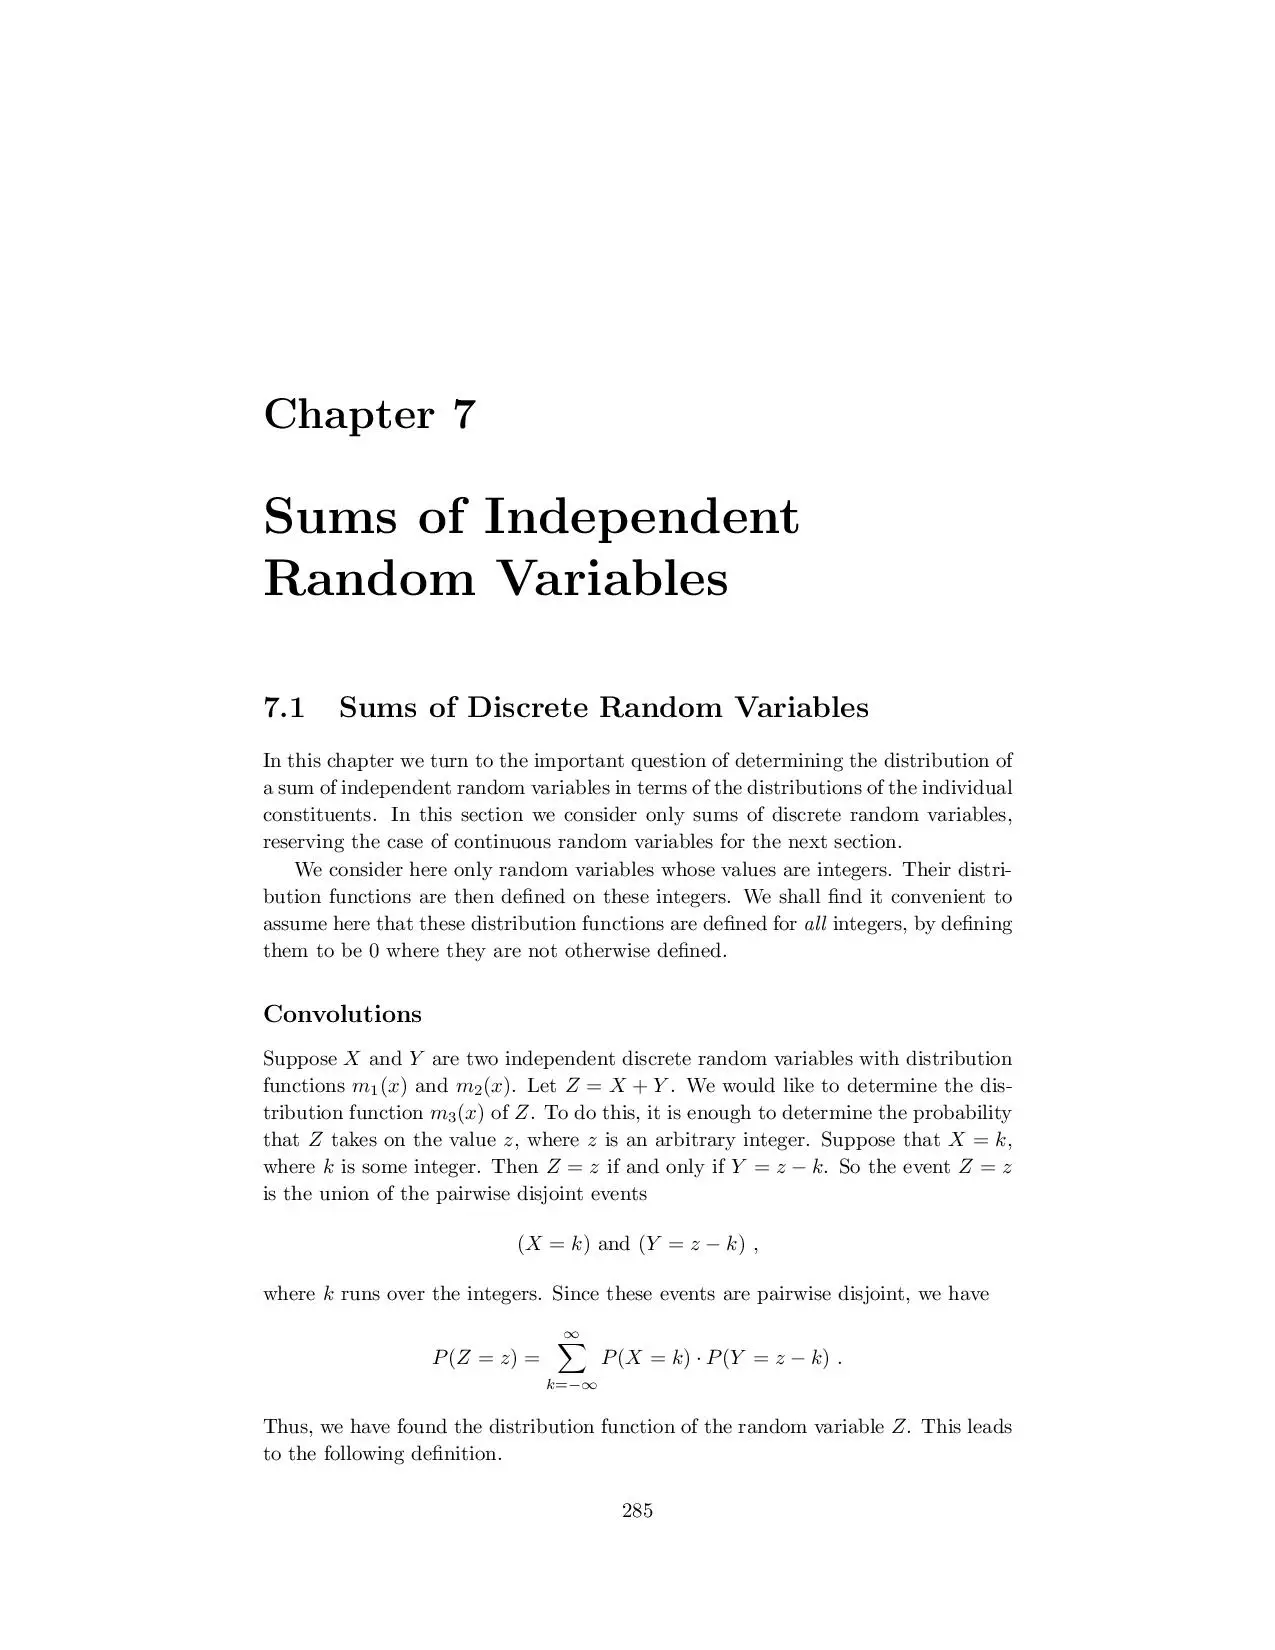 Chapter 7
Sums of Independent
Random Variables
7.1 Sums of Discrete Random Variables
In this chapter we turn to the important question of determining the distribution of
a sum of independent random variables in terms of the distributions of the individual
constituents. In this section we consider only sums of discrete random variables,
reserving the case of continuous random variables for the next section.
We consider here only random variables whose values are integers. Their distri-
bution functions are then defined on these integers. We shall find it convenient to
assume here that these distribution functions are defined for all integers, by defining
them to be 0 where they are not otherwise defined.
Convolutions
Suppose X and Y are two independent discrete random variables with distribution
functions m₁(x) and m₂(x). Let Z = X + Y. We would like to determine the dis-
tribution function m₃(x) of Z. To do this, it is enough to determine the probability
that Z takes on the value z, where z is an arbitrary integer. Suppose that X = k,
where k is some integer. Then Z = z if and only if Y = z − k. So the event Z = z
is the union of the pairwise disjoint events
(X = k) and (Y = z − k) ,
where k runs over the integers. Since these events are pairwise disjoint, we have
P(Z = z) = ∑_{k=−∞}^{∞} P(X = k) · P(Y = z − k) .
Thus, we have found the distribution function of the random variable Z. This leads
to the following definition.
285